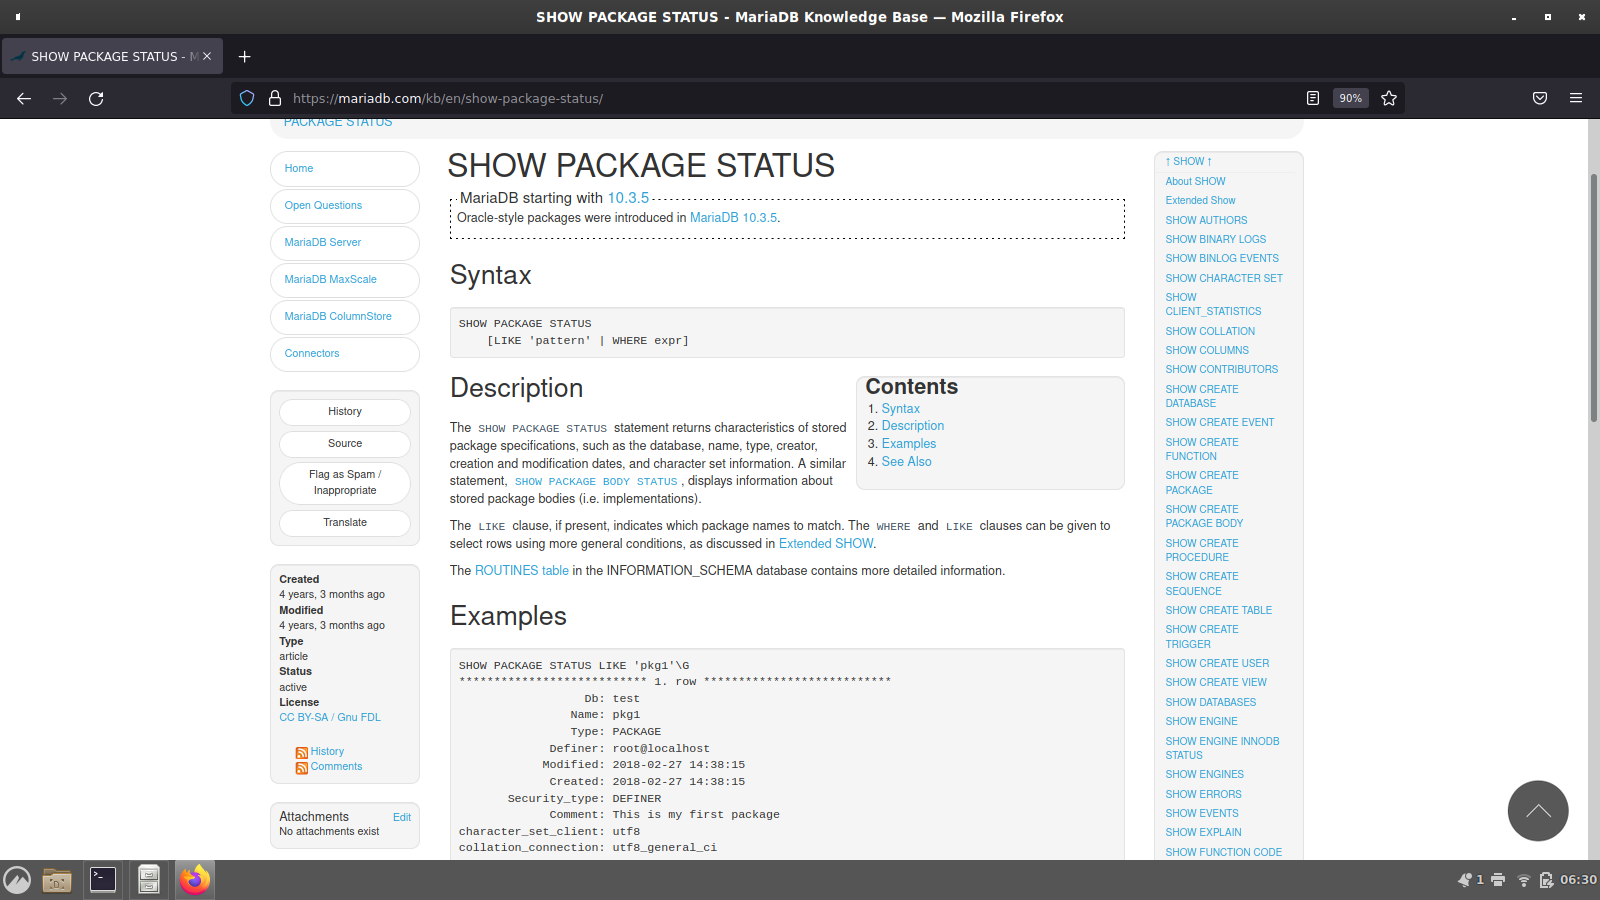 SHOW PACKAGE STATUS - MariaDB Knowledge Base — Mozilla Firefox
SHOW PACKAGE STATUS - M
https://mariadb.com/kb/en/show-package-status/
90%
PACKAGE STATUS
Home
Open Questions
MariaDB Server
MariaDB MaxScale
MariaDB ColumnStore
Connectors
History
Source
Flag as Spam /
Inappropriate
Translate
Created
4 years, 3 months ago
Modified
4 years, 3 months ago
Type
article
Status
active
License
CC BY-SA / Gnu FDL
History
Comments
Attachments Edit
No attachments exist
SHOW PACKAGE STATUS
MariaDB starting with 10.3.5
Oracle-style packages were introduced in MariaDB 10.3.5.
Syntax
SHOW PACKAGE STATUS
[LIKE 'pattern' | WHERE expr]
Description
The SHOW PACKAGE STATUS statement returns characteristics of stored
package specifications, such as the database, name, type, creator,
creation and modification dates, and character set information. A similar
statement, SHOW PACKAGE BODY STATUS , displays information about
stored package bodies (i.e. implementations).
Contents
1. Syntax
2. Description
3. Examples
4. See Also
The LIKE clause, if present, indicates which package names to match. The WHERE and LIKE clauses can be given to
select rows using more general conditions, as discussed in Extended SHOW.
The ROUTINES table in the INFORMATION_SCHEMA database contains more detailed information.
Examples
SHOW PACKAGE STATUS LIKE 'pkg1'\G
*************************** 1. row ***************************
Db: test
Name: pkg1
Type: PACKAGE
Definer: root@localhost
Modified: 2018-02-27 14:38:15
Created: 2018-02-27 14:38:15
Security_type: DEFINER
Comment: This is my first package
character_set_client: utf8
collation_connection: utf8_general_ci
↑ SHOW ↑
About SHOW
Extended Show
SHOW AUTHORS
SHOW BINARY LOGS
SHOW BINLOG EVENTS
SHOW CHARACTER SET
SHOW
CLIENT_STATISTICS
SHOW COLLATION
SHOW COLUMNS
SHOW CONTRIBUTORS
SHOW CREATE
DATABASE
SHOW CREATE EVENT
SHOW CREATE
FUNCTION
SHOW CREATE
PACKAGE
SHOW CREATE
PACKAGE BODY
SHOW CREATE
PROCEDURE
SHOW CREATE
SEQUENCE
SHOW CREATE TABLE
SHOW CREATE
TRIGGER
SHOW CREATE USER
SHOW CREATE VIEW
SHOW DATABASES
SHOW ENGINE
SHOW ENGINE INNODB
STATUS
SHOW ENGINES
SHOW ERRORS
SHOW EVENTS
SHOW EXPLAIN
SHOW FUNCTION CODE
1
06:30